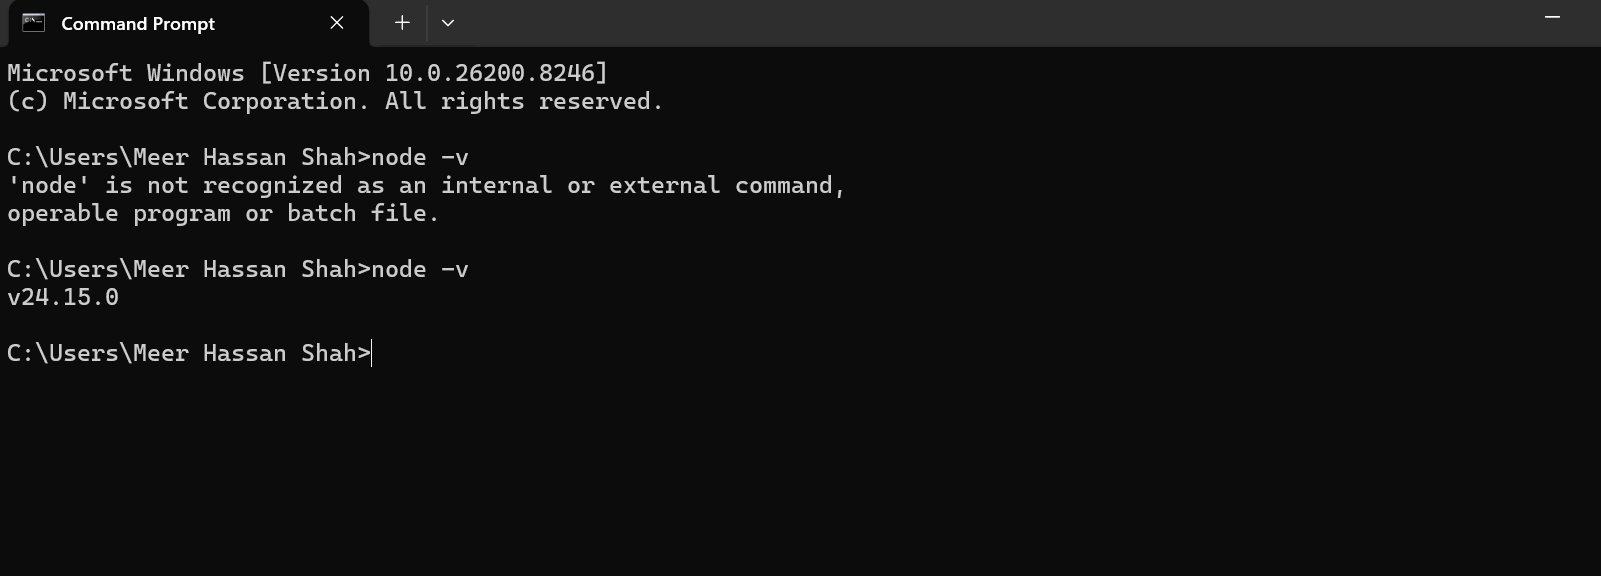 Command Prompt
Microsoft Windows [Version 10.0.26200.8246]
(c) Microsoft Corporation. All rights reserved.
C:\Users\Meer Hassan Shah>node -v
'node' is not recognized as an internal or external command,
operable program or batch file.
C:\Users\Meer Hassan Shah>node -v
v24.15.0
C:\Users\Meer Hassan Shah>